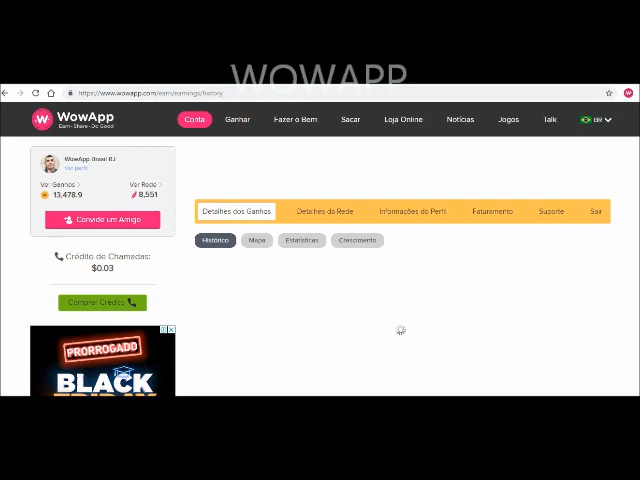 WOWAPP
https://www.wowapp.com/earn/earnings/history
WowApp
Earn · Share · Do Good
Conta Ganhar Fazer o Bem Sacar Loja Online Notícias Jogos Talk BR
WowApp Brasil RJ
Ver perfil
Ver Ganhos Ver Rede
13,478.9 8,551
Convide um Amigo
Detalhes dos Ganhos Detalhes da Rede Informações do Perfil Faturamento Suporte Sair
Histórico Mapa Estatísticas Crescimento
Crédito de Chamadas:
$0.03
Comprar Crédito
PRORROGADO
BLACK
FRIDAY